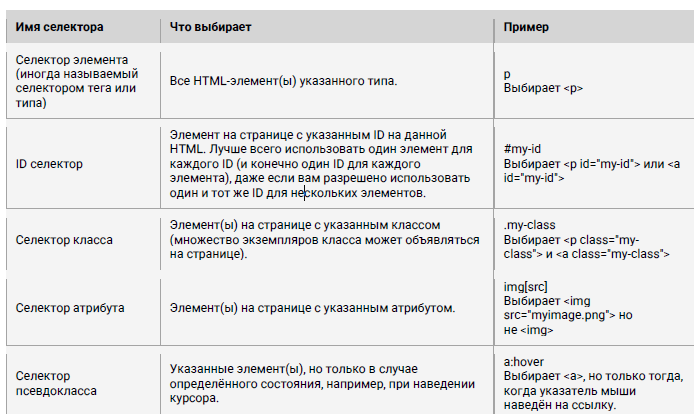 Имя селектора
Что выбирает
Пример
Селектор элемента
(иногда называемый
селектором тега или
типа)
Все HTML-элемент(ы) указанного типа.
p
Выбирает <p>
ID селектор
Элемент на странице с указанным ID на данной
HTML. Лучше всего использовать один элемент для
каждого ID (и конечно один ID для каждого
элемента), даже если вам разрешено использовать
один и тот же ID для нескольких элементов.
#my-id
Выбирает <p id="my-id"> или <a
id="my-id">
Селектор класса
Элемент(ы) на странице с указанным классом
(множество экземпляров класса может объявляться
на странице).
.my-class
Выбирает <p class="my-
class"> и <a class="my-class">
Селектор атрибута
Элемент(ы) на странице с указанным атрибутом.
img[src]
Выбирает <img
src="myimage.png"> но
не <img>
Селектор
псевдокласса
Указанные элемент(ы), но только в случае
определённого состояния, например, при наведении
курсора.
a:hover
Выбирает <a>, но только тогда,
когда указатель мыши
наведён на ссылку.